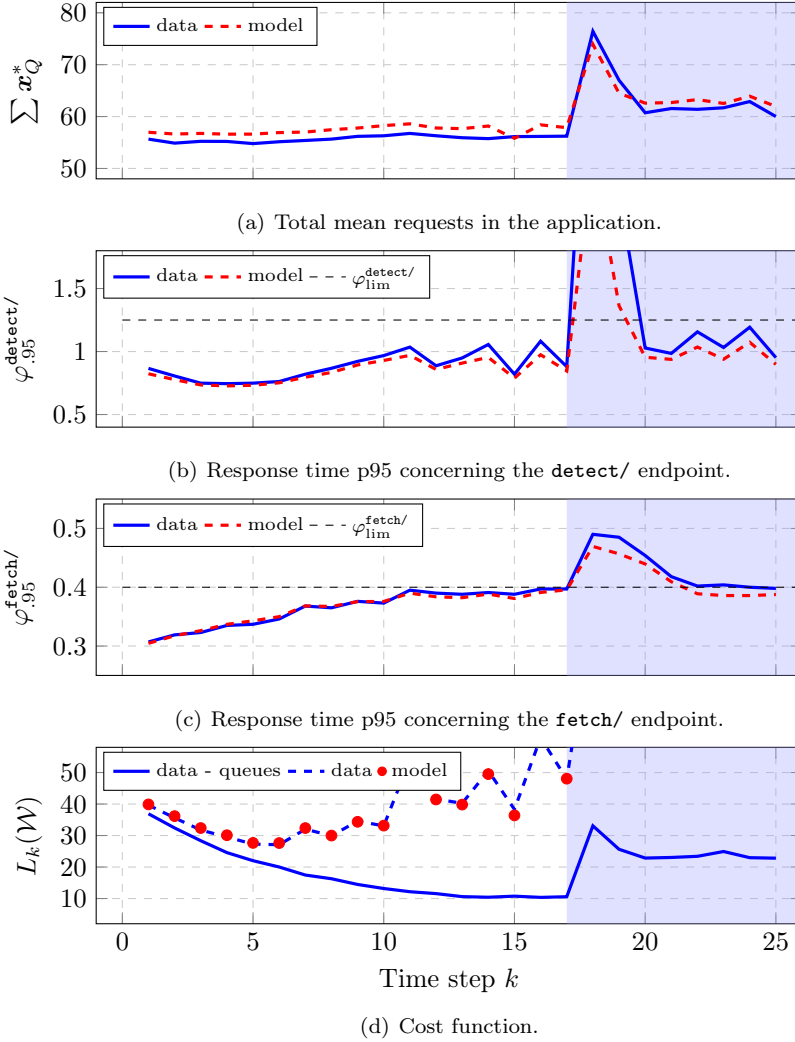 80
70
60
50
∑ x*_Q
data model
(a) Total mean requests in the application.
1.5
1
0.5
φ^{detect/}_{.95}
data model φ^{detect/}_{lim}
(b) Response time p95 concerning the detect/ endpoint.
0.5
0.4
0.3
φ^{fetch/}_{.95}
data model φ^{fetch/}_{lim}
(c) Response time p95 concerning the fetch/ endpoint.
50
40
30
20
10
L_k(𝒲)
data - queues data model
0 5 10 15 20 25
Time step k
(d) Cost function.